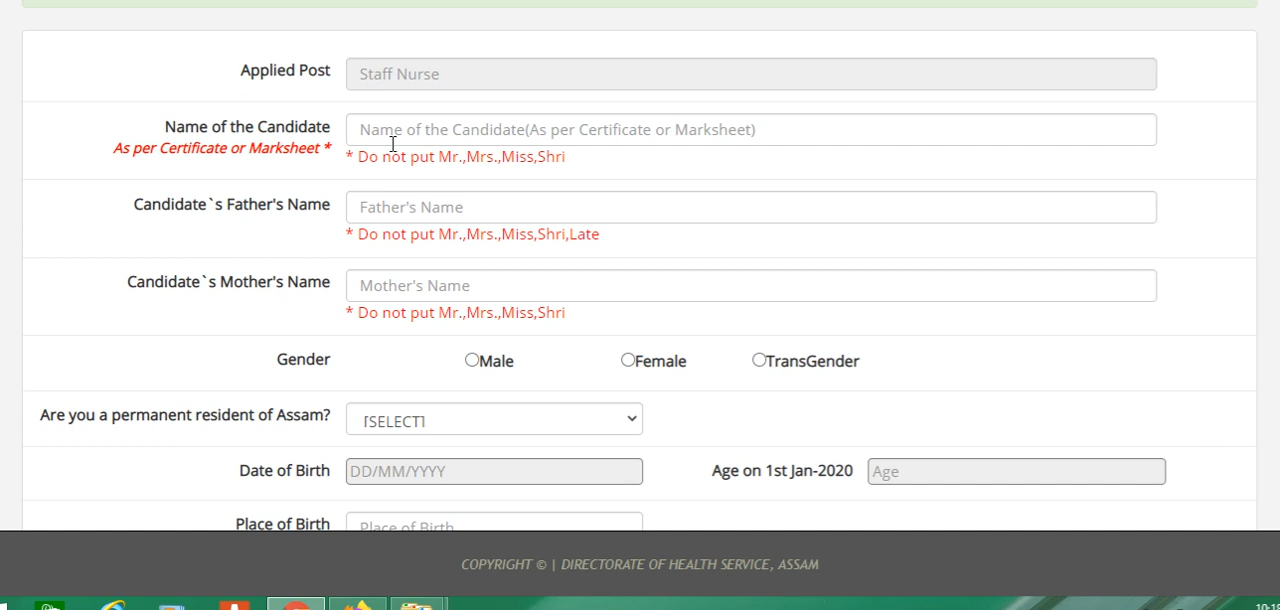 Applied Post Staff Nurse
Name of the Candidate Name of the Candidate(As per Certificate or Marksheet)
As per Certificate or Marksheet * * Do not put Mr.,Mrs.,Miss,Shri
Candidate`s Father's Name Father's Name
* Do not put Mr.,Mrs.,Miss,Shri,Late
Candidate`s Mother's Name Mother's Name
* Do not put Mr.,Mrs.,Miss,Shri
Gender Male Female TransGender
Are you a permanent resident of Assam? [SELECT]
Date of Birth DD/MM/YYYY Age on 1st Jan-2020 Age
Place of Birth Place of Birth
COPYRIGHT © | DIRECTORATE OF HEALTH SERVICE, ASSAM